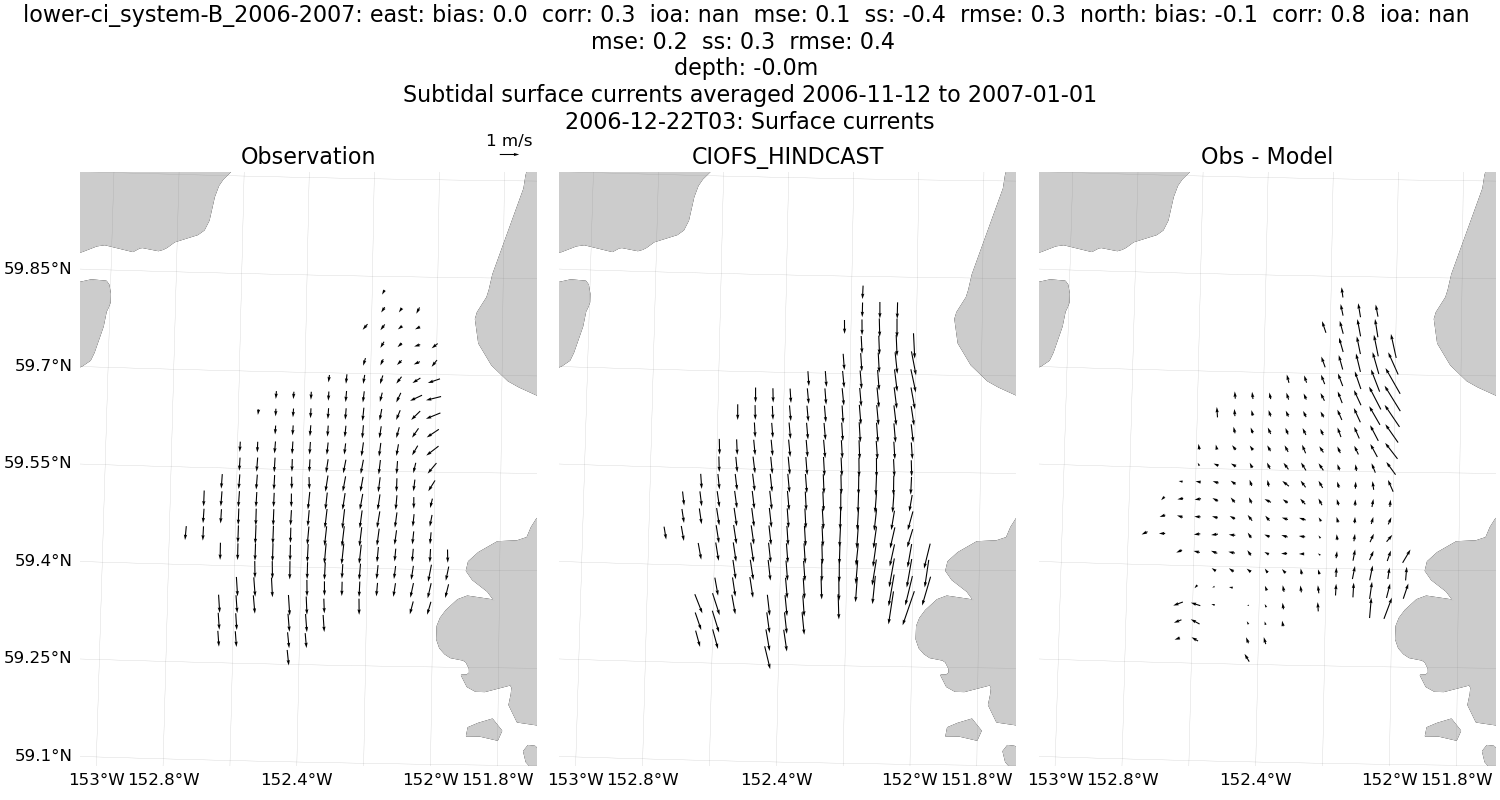 lower-ci_system-B_2006-2007: east: bias: 0.0  corr: 0.3  ioa: nan  mse: 0.1  ss: -0.4  rmse: 0.3  north: bias: -0.1  corr: 0.8  ioa: nan
mse: 0.2  ss: 0.3  rmse: 0.4
depth: -0.0m
Subtidal surface currents averaged 2006-11-12 to 2007-01-01
2006-12-22T03: Surface currents
1 m/s
Observation
CIOFS_HINDCAST
Obs - Model
59.85°N
59.7°N
59.55°N
59.4°N
59.25°N
59.1°N
153°W 152.8°W 152.4°W 152°W 151.8°W
153°W 152.8°W 152.4°W 152°W 151.8°W
153°W 152.8°W 152.4°W 152°W 151.8°W